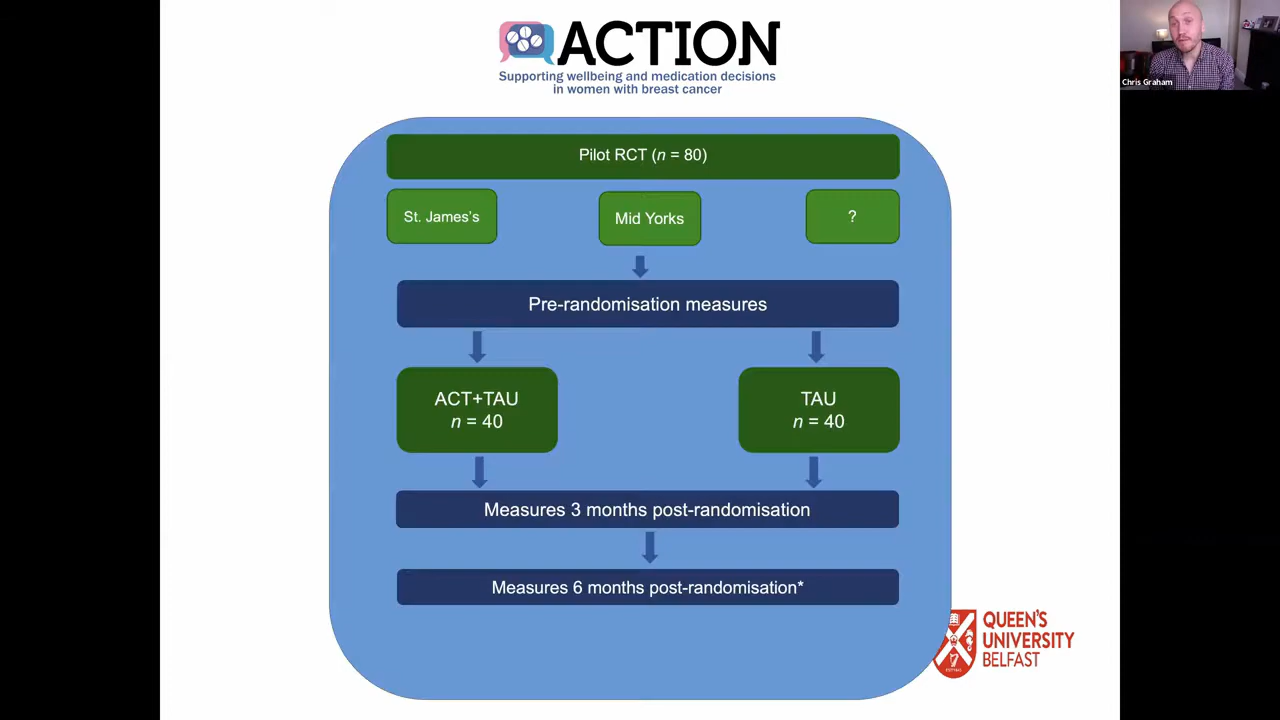 ACTION
Supporting wellbeing and medication decisions
in women with breast cancer
Chris Graham
Pilot RCT (n = 80)
St. James's
Mid Yorks
?
Pre-randomisation measures
ACT+TAU
n = 40
TAU
n = 40
Measures 3 months post-randomisation
Measures 6 months post-randomisation*
QUEEN'S
UNIVERSITY
BELFAST